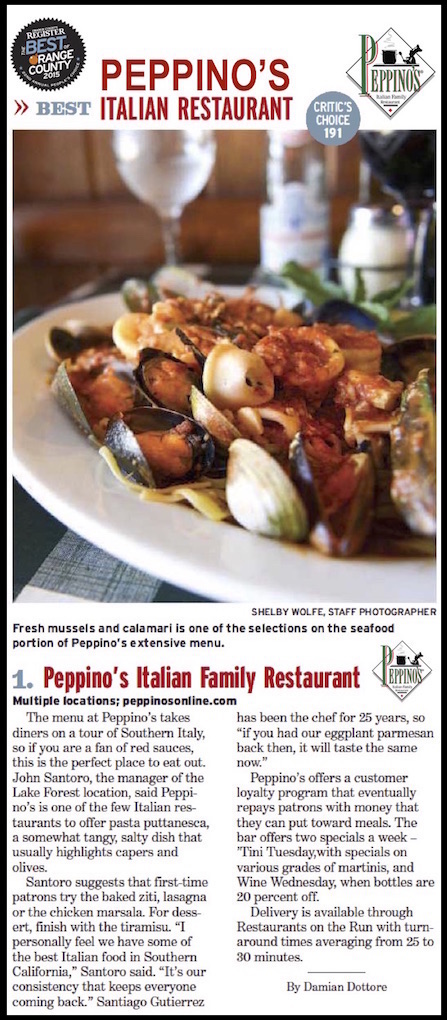 ORANGE COUNTY
REGISTER
THE BEST OF
ORANGE
COUNTY
2015
PEPPINO'S
PEPPINO'S
Italian Family
Restaurant
» BEST ITALIAN RESTAURANT
CRITIC'S
CHOICE
191
SHELBY WOLFE, STAFF PHOTOGRAPHER
Fresh mussels and calamari is one of the selections on the seafood
portion of Peppino's extensive menu.
PEPPINO'S
1. Peppino's Italian Family Restaurant
Multiple locations; peppinosonline.com
The menu at Peppino's takes
diners on a tour of Southern Italy,
so if you are a fan of red sauces,
this is the perfect place to eat out.
John Santoro, the manager of the
Lake Forest location, said Peppi-
no's is one of the few Italian res-
taurants to offer pasta puttanesca,
a somewhat tangy, salty dish that
usually highlights capers and
olives.
Santoro suggests that first-time
patrons try the baked ziti, lasagna
or the chicken marsala. For dess-
ert, finish with the tiramisu. “I
personally feel we have some of
the best Italian food in Southern
California,” Santoro said. “It's our
consistency that keeps everyone
coming back.” Santiago Gutierrez
has been the chef for 25 years, so
“if you had our eggplant parmesan
back then, it will taste the same
now.”
Peppino's offers a customer
loyalty program that eventually
repays patrons with money that
they can put toward meals. The
bar offers two specials a week –
'Tini Tuesday,with specials on
various grades of martinis, and
Wine Wednesday, when bottles are
20 percent off.
Delivery is available through
Restaurants on the Run with turn-
around times averaging from 25 to
30 minutes.
By Damian Dottore